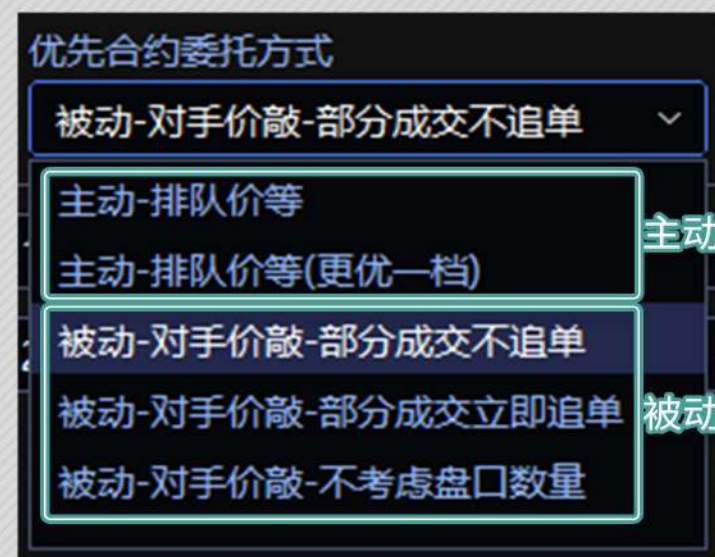 优先合约委托方式
被动-对手价敲-部分成交不追单
主动-排队价等
主动
主动-排队价等(更优一档)
被动-对手价敲-部分成交不追单
被动-对手价敲-部分成交立即追单
被动
被动-对手价敲-不考虑盘口数量